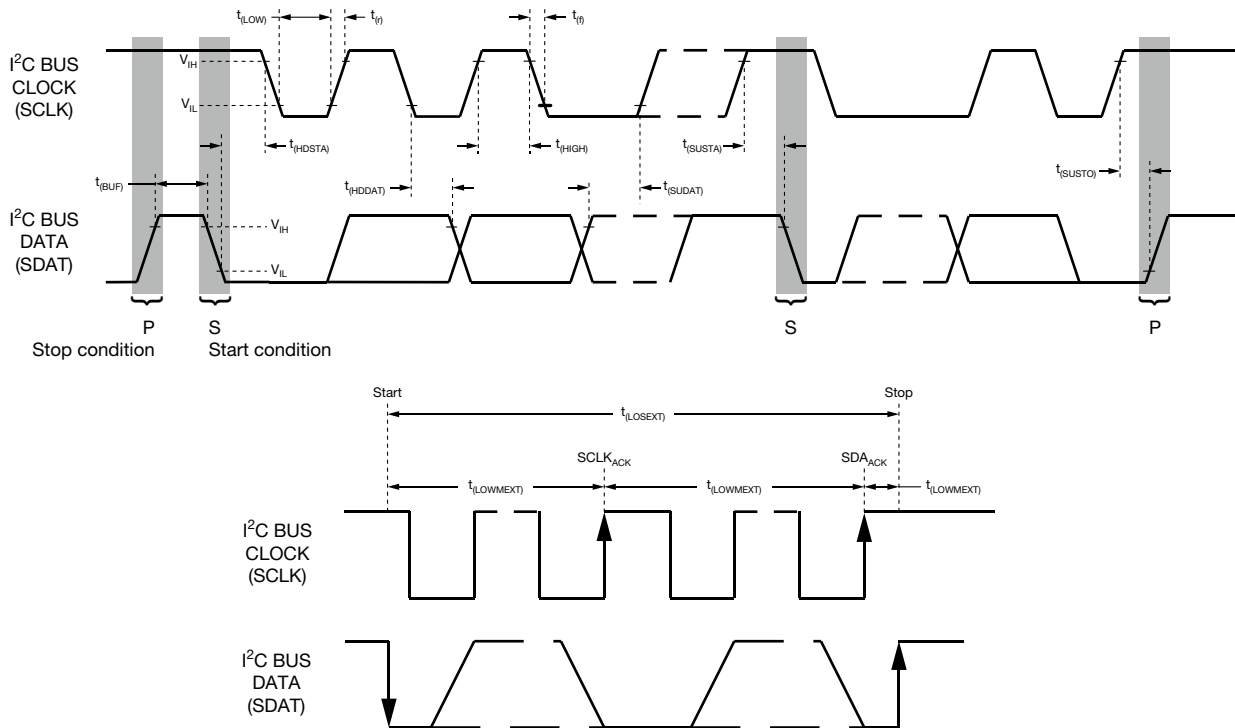 t(LOW) t(r) t(f)
I²C BUS
CLOCK
(SCLK)
VIH
VIL
t(HDSTA) t(HIGH) t(SUSTA)
t(BUF) t(HDDAT) t(SUDAT) t(SUSTO)
I²C BUS
DATA
(SDAT)
VIH
VIL
P S S P
Stop condition Start condition
Start Stop
t(LOSEXT)
SCLKACK SDAACK
t(LOWMEXT) t(LOWMEXT) t(LOWMEXT)
I²C BUS
CLOCK
(SCLK)
I²C BUS
DATA
(SDAT)